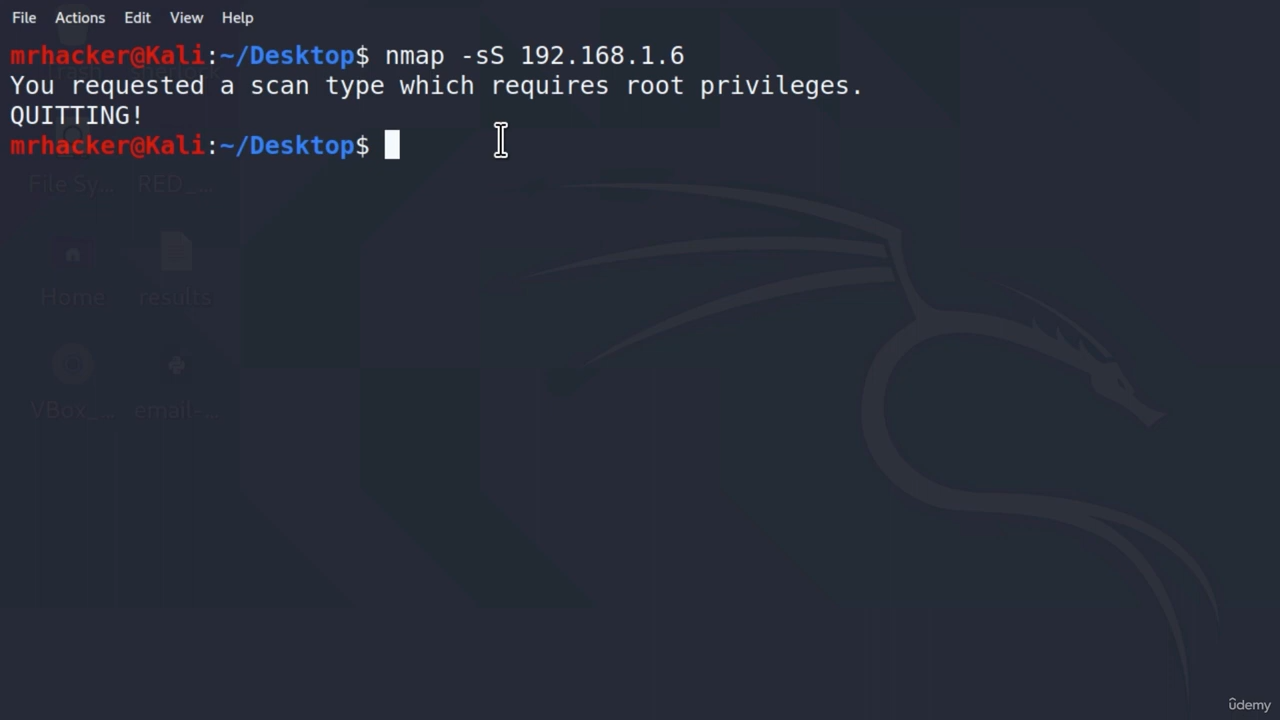 File Actions Edit View Help
mrhacker@Kali:~/Desktop$ nmap -sS 192.168.1.6
You requested a scan type which requires root privileges.
QUITTING!
mrhacker@Kali:~/Desktop$
File Sy... RED_...
Home results
VBox_... email-...
ûdemy